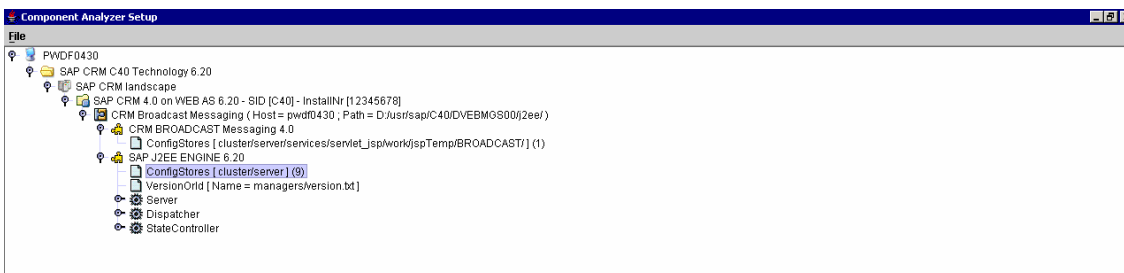 Component Analyzer Setup
File
PWDF0430
SAP CRM C40 Technology 6.20
SAP CRM landscape
SAP CRM 4.0 on WEB AS 6.20 - SID [C40] - InstallNr [12345678]
CRM Broadcast Messaging ( Host = pwdf0430 ; Path = D:/usr/sap/C40/DVEBMGS00/j2ee/ )
CRM BROADCAST Messaging 4.0
ConfigStores [ cluster/server/services/servlet_jsp/work/jspTemp/BROADCAST/ ] (1)
SAP J2EE ENGINE 6.20
ConfigStores [ cluster/server ] (9)
VersionOrId [ Name = managers/version.txt ]
Server
Dispatcher
StateController